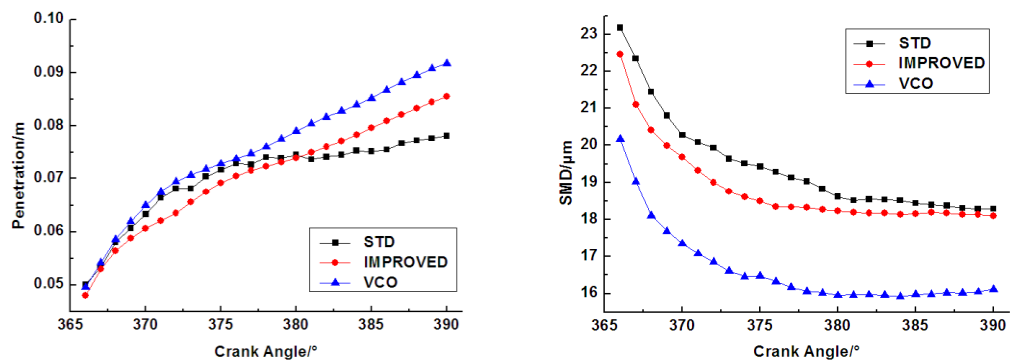 0.10
0.09
0.08
0.07
0.06
0.05
Penetration/m
365 370 375 380 385 390
Crank Angle/°
STD
IMPROVED
VCO
23
22
21
20
19
18
17
16
SMD/μm
365 370 375 380 385 390
Crank Angle/°
STD
IMPROVED
VCO